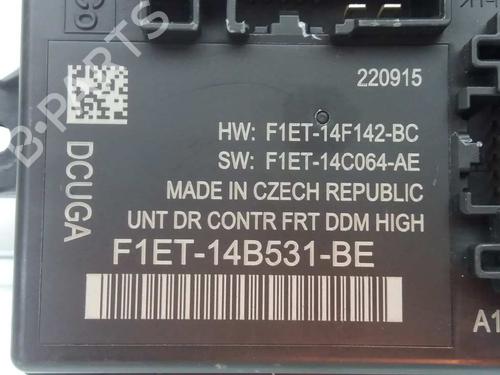 220915
HW: F1ET-14F142-BC
SW: F1ET-14C064-AE
MADE IN CZECH REPUBLIC
UNT DR CONTR FRT DDM HIGH
F1ET-14B531-BE
DCUGA
B-PARTS
A1